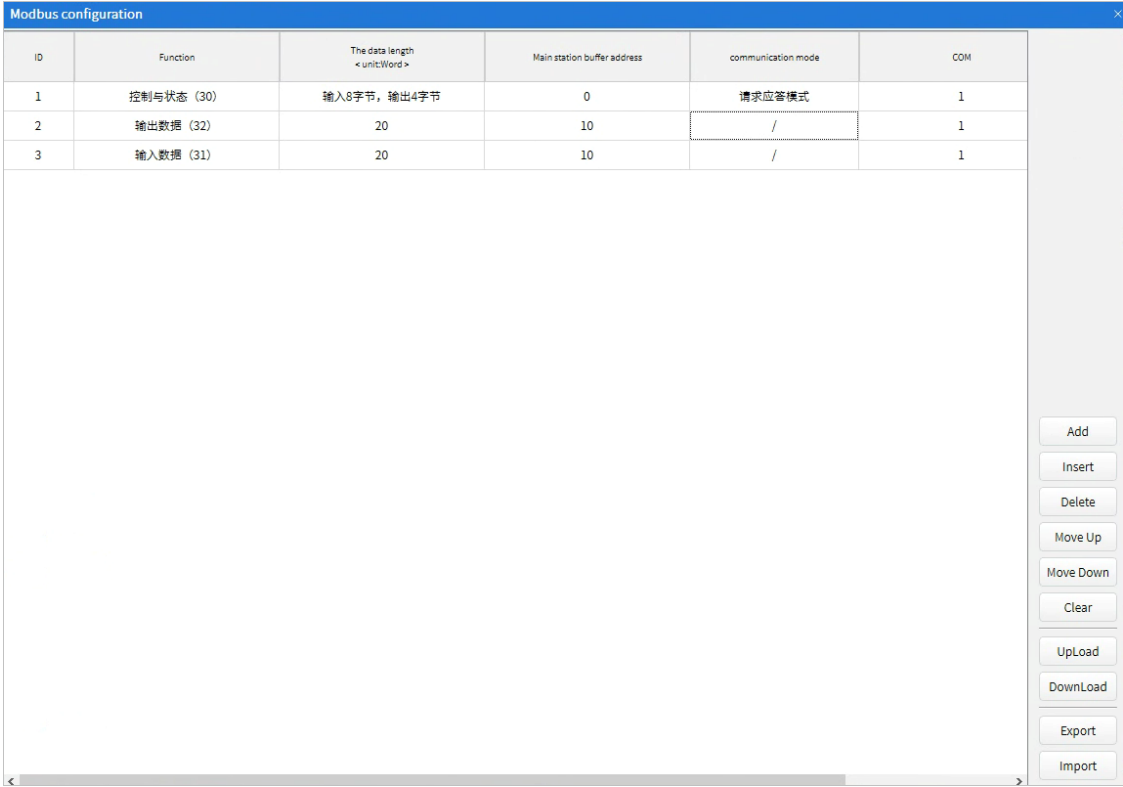 Modbus configuration
ID
Function
The data length
< unit:Word >
Main station buffer address
communication mode
COM
1 控制与状态（30） 输入8字节，输出4字节 0 请求应答模式 1
2 输出数据（32） 20 10 / 1
3 输入数据（31） 20 10 / 1
Add
Insert
Delete
Move Up
Move Down
Clear
UpLoad
DownLoad
Export
Import